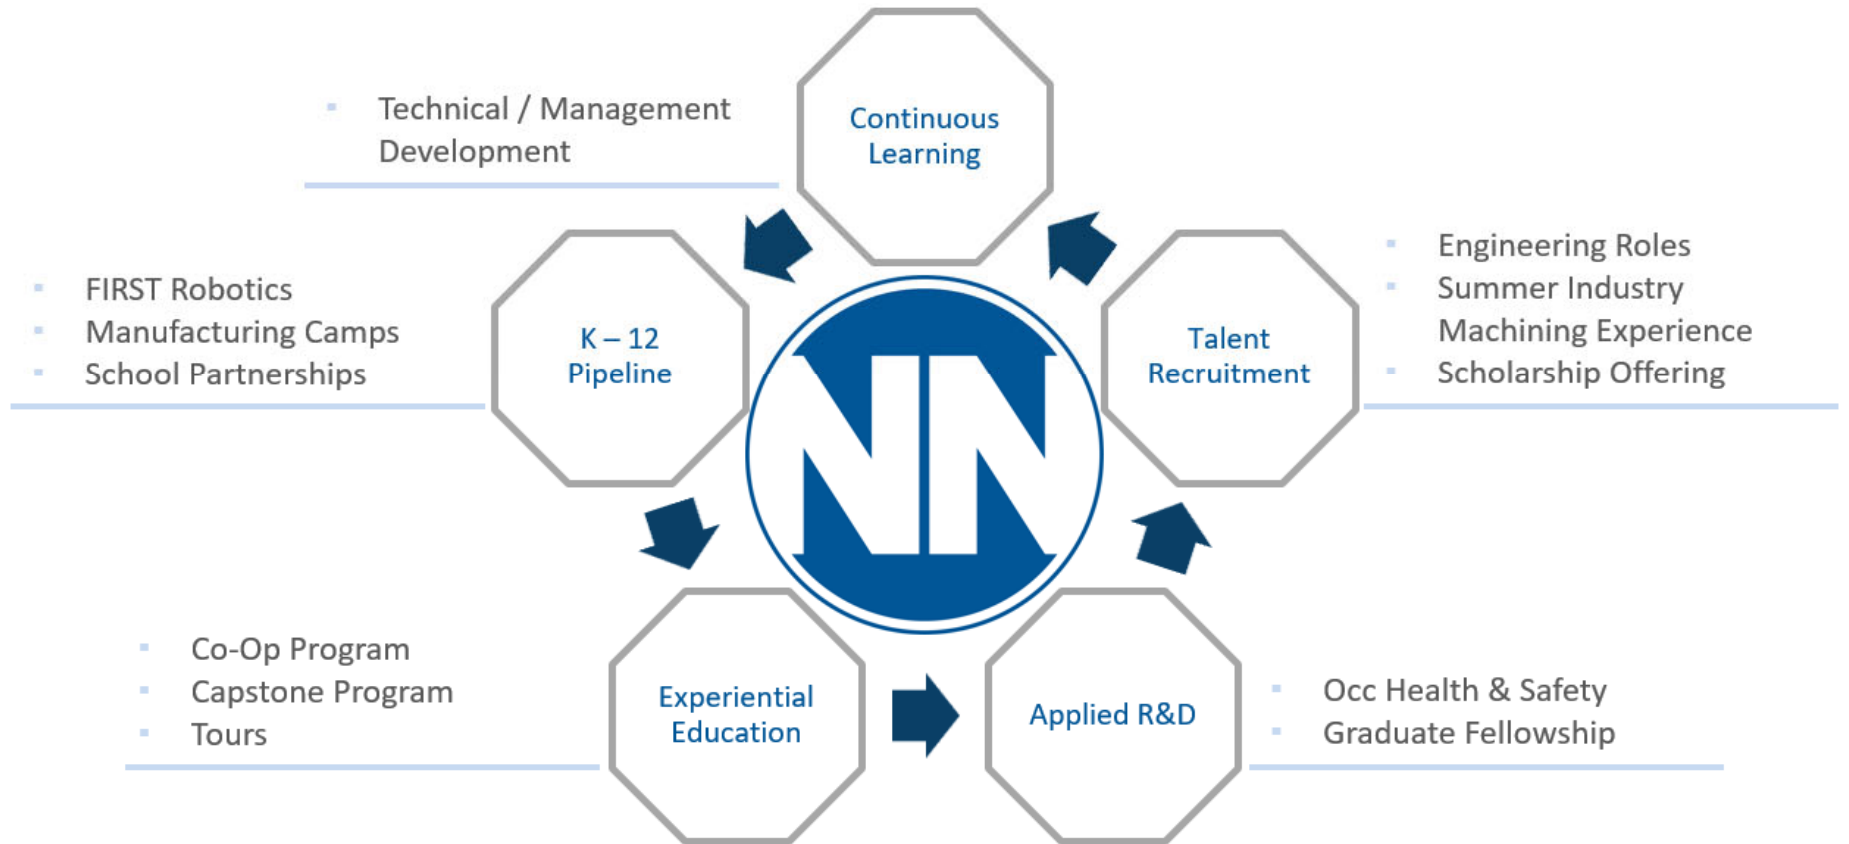 Technical / Management
Development
Continuous
Learning
FIRST Robotics
Manufacturing Camps
School Partnerships
K – 12
Pipeline
Talent
Recruitment
Engineering Roles
Summer Industry
Machining Experience
Scholarship Offering
NN
Co-Op Program
Capstone Program
Tours
Experiential
Education
Applied R&D
Occ Health & Safety
Graduate Fellowship